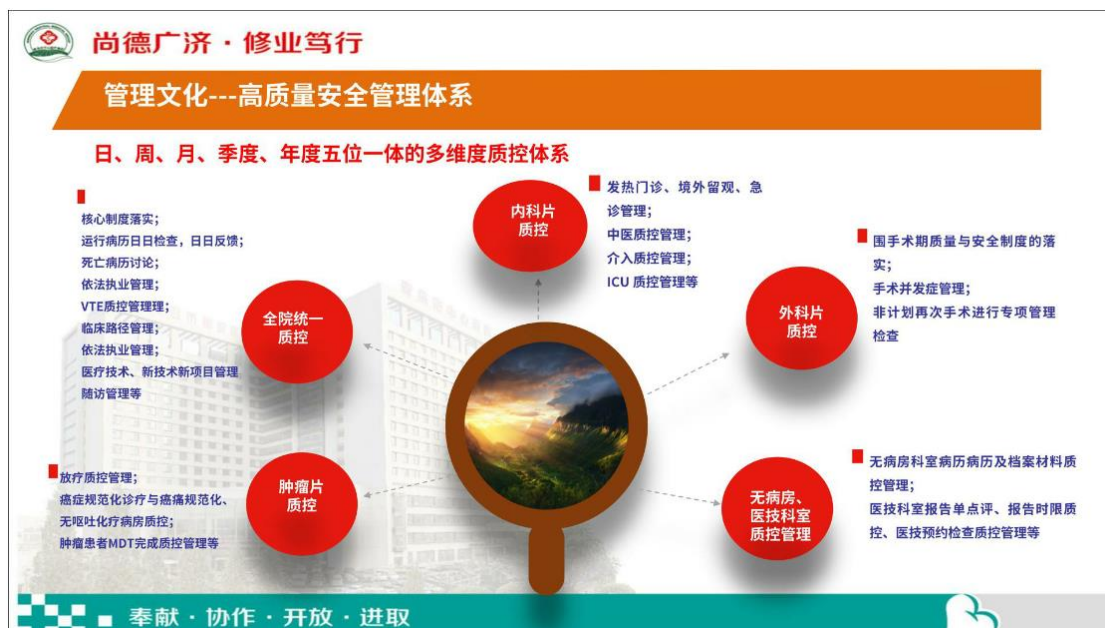 尚德广济·修业笃行
管理文化---高质量安全管理体系
日、周、月、季度、年度五位一体的多维度质控体系
核心制度落实；
运行病历日日检查，日日反馈；
死亡病历讨论；
依法执业管理；
VTE质控管理理；
临床路径管理；
依法执业管理；
医疗技术、新技术新项目管理
随访管理等
全院统一
质控
内科片
质控
发热门诊、境外留观、急
诊管理；
中医质控管理；
介入质控管理；
ICU 质控管理等
外科片
质控
围手术期质量与安全制度的落
实；
手术并发症管理；
非计划再次手术进行专项管理
检查
放疗质控管理；
癌症规范化诊疗与癌痛规范化、
无呕吐化疗病房质控；
肿瘤患者MDT完成质控管理等
肿瘤片
质控
无病房、
医技科室
质控管理
无病房科室病历病历及档案材料质
控管理；
医技科室报告单点评、报告时限质
控、医技预约检查质控管理等
奉献·协作·开放·进取